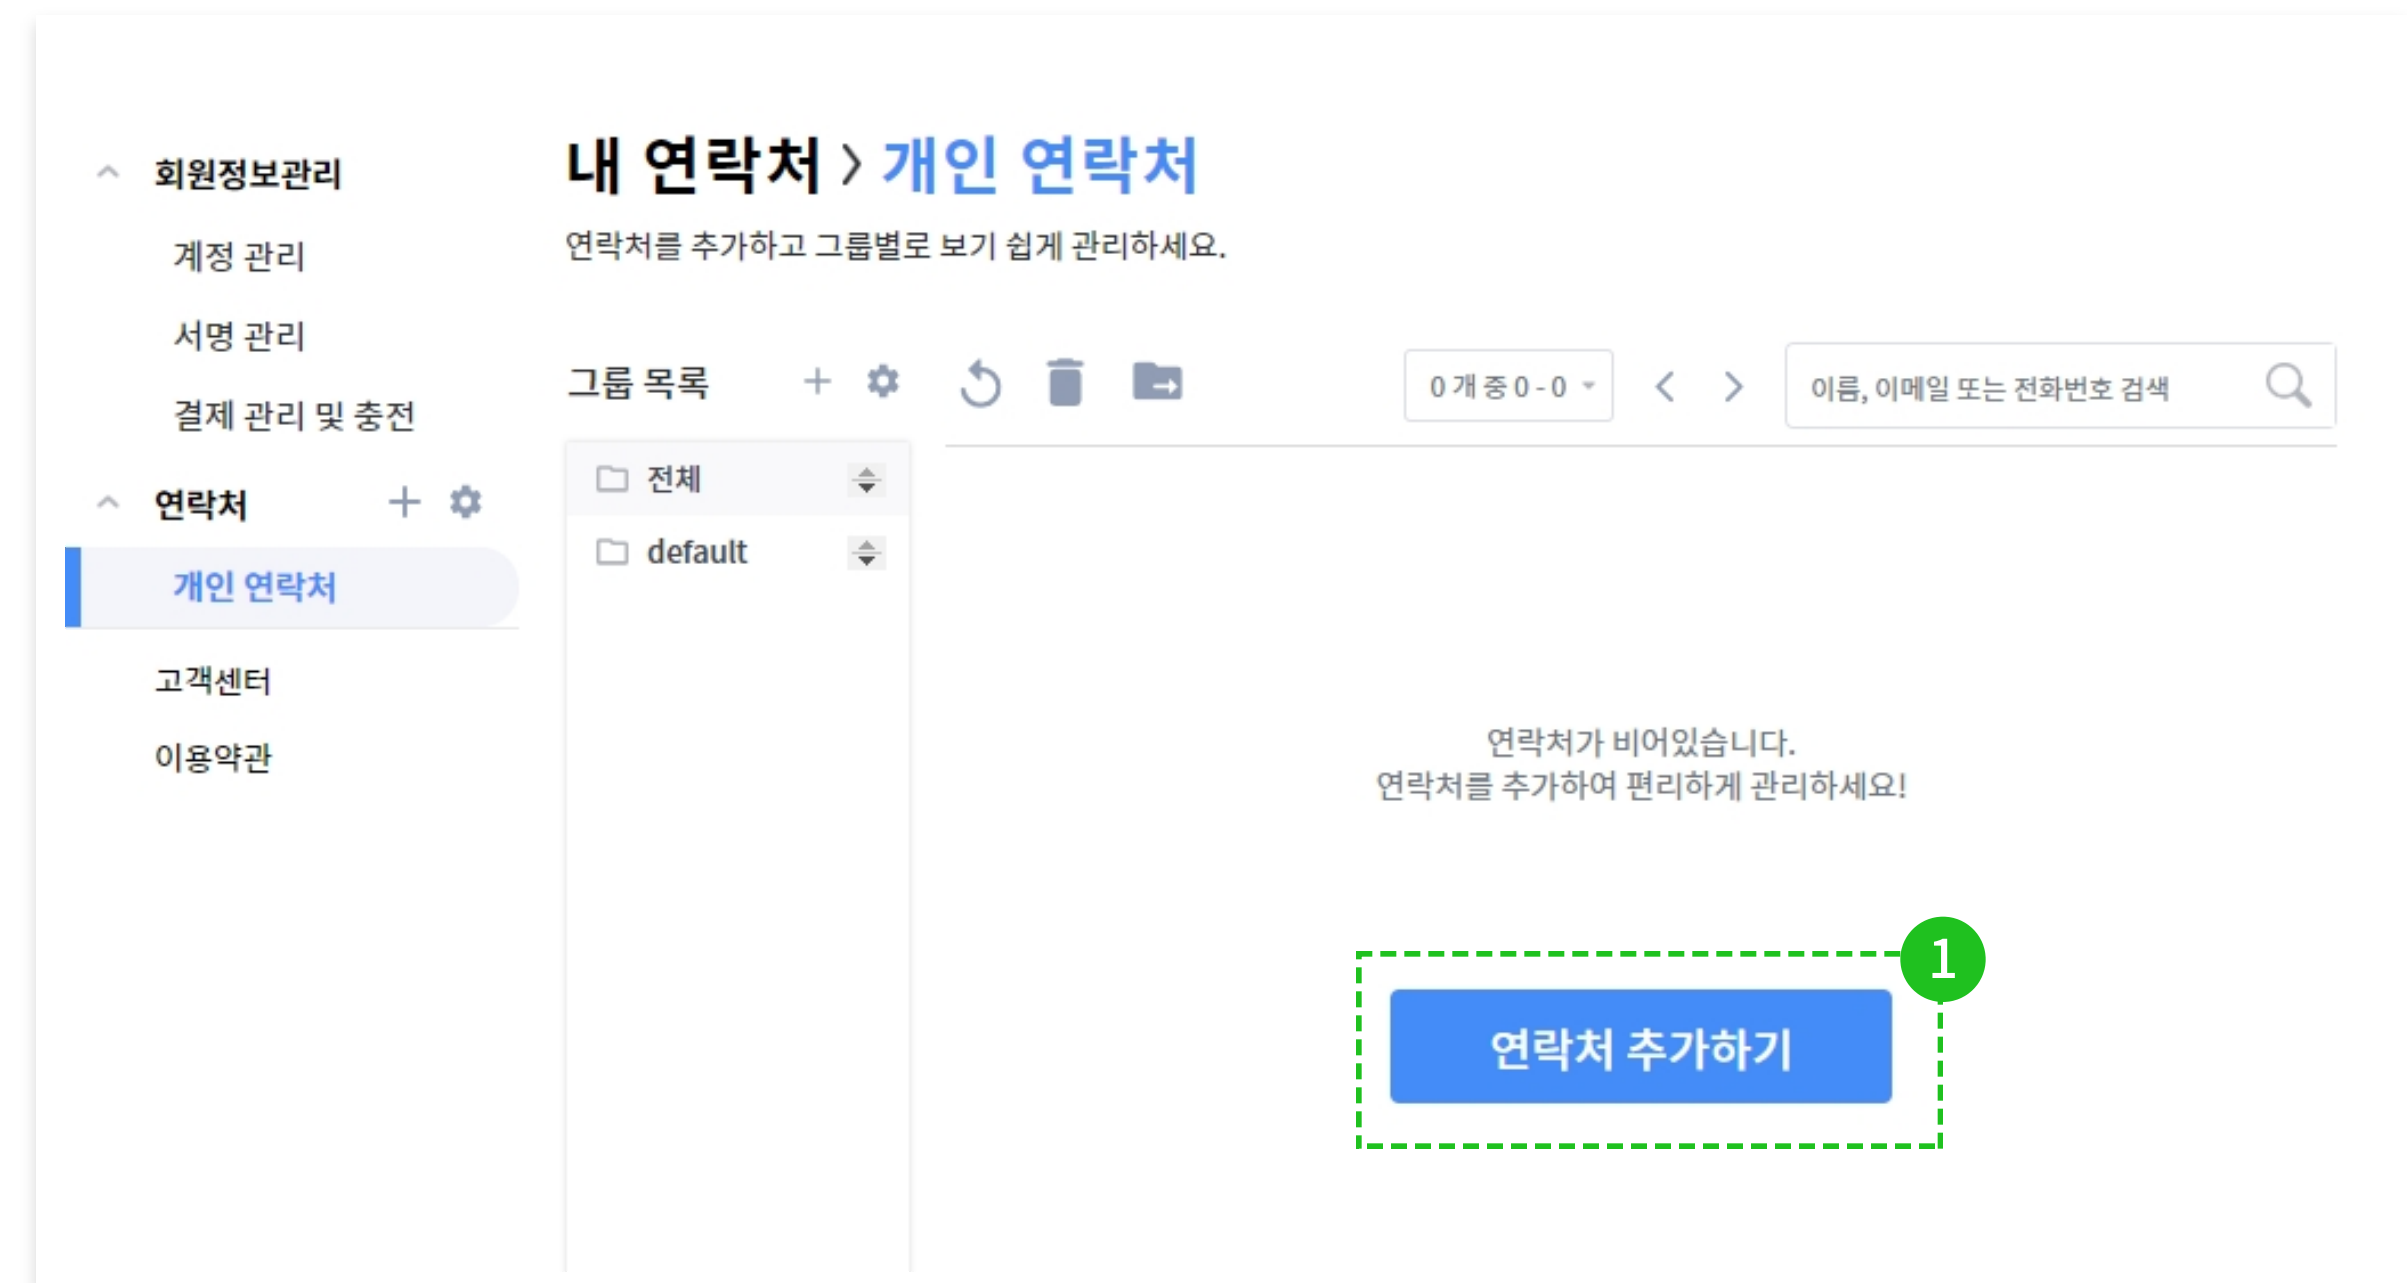 회원정보관리
계정 관리
서명 관리
결제 관리 및 충전
연락처
개인 연락처
고객센터
이용약관
내 연락처 > 개인 연락처
연락처를 추가하고 그룹별로 보기 쉽게 관리하세요.
그룹 목록
0 개 중 0 - 0
이름, 이메일 또는 전화번호 검색
전체
default
연락처가 비어있습니다.
연락처를 추가하여 편리하게 관리하세요!
1
연락처 추가하기